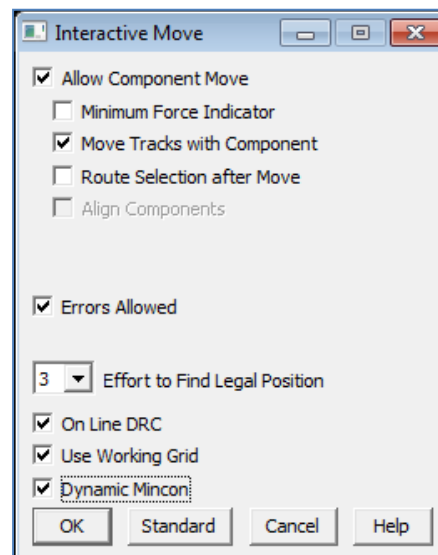 Interactive Move
Allow Component Move
Minimum Force Indicator
Move Tracks with Component
Route Selection after Move
Align Components
Errors Allowed
3 Effort to Find Legal Position
On Line DRC
Use Working Grid
Dynamic Mincon
OK Standard Cancel Help